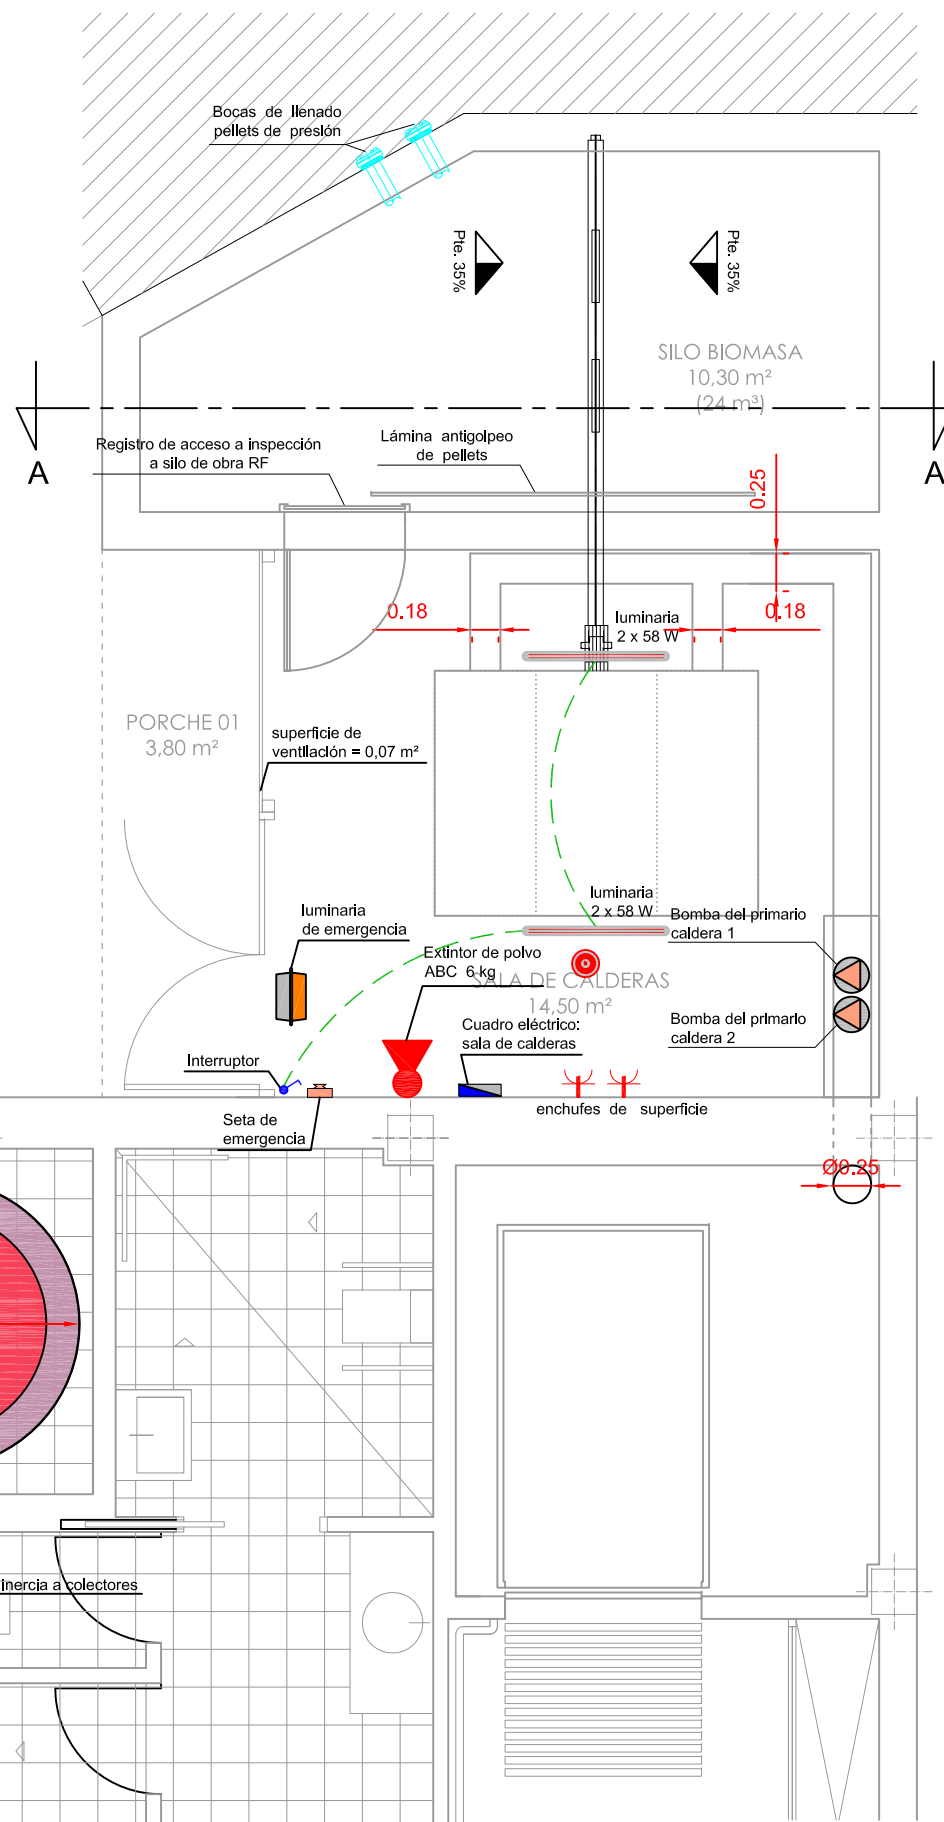 Bocas de llenado
pellets de presión
Pte. 35%
Pte. 35%
SILO BIOMASA
10,30 m²
(24 m³)
A
A
Registro de acceso a inspección
a silo de obra RF
Lámina antigolpeo
de pellets
0.25
0.18
luminaria
2 x 58 W
0.18
PORCHE 01
3,80 m²
superficie de
ventilación = 0,07 m²
luminaria
2 x 58 W
luminaria
de emergencia
Bomba del primario
caldera 1
Extintor de polvo
ABC 6 kg
SALA DE CALDERAS
14,50 m²
Cuadro eléctrico:
sala de calderas
Bomba del primario
caldera 2
Interruptor
Seta de
emergencia
enchufes de superficie
Ø0.25
inercia a colectores